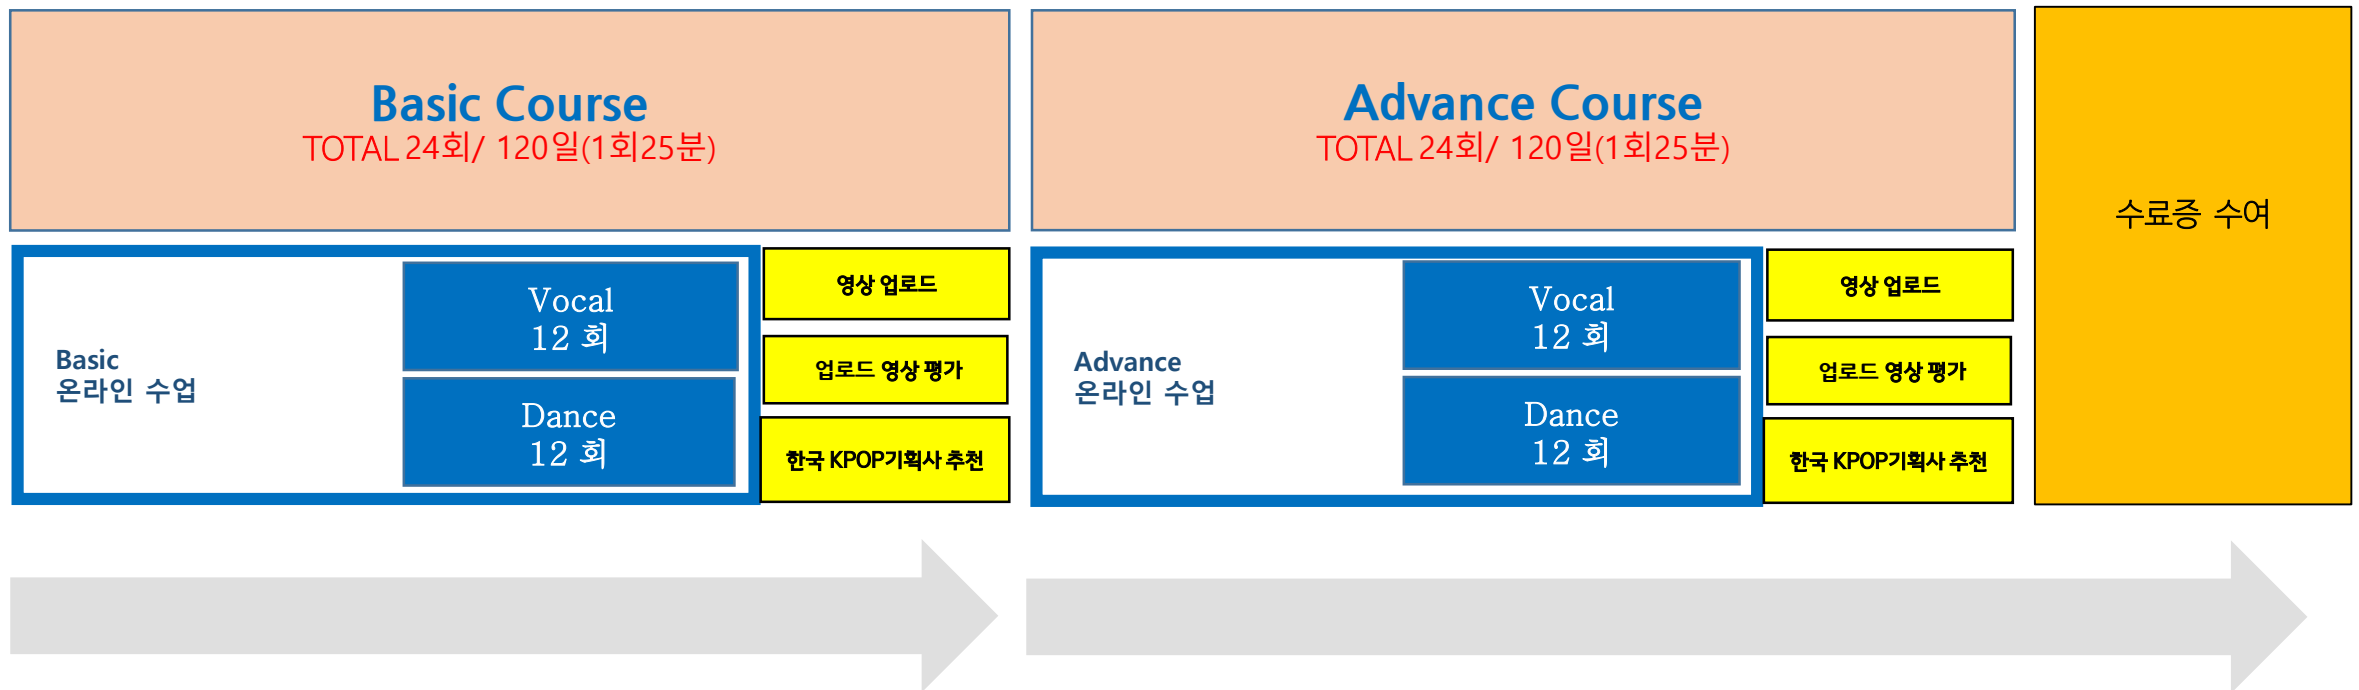 Basic Course
TOTAL 24회/ 120일(1회25분)
Advance Course
TOTAL 24회/ 120일(1회25분)
수료증 수여
Basic
온라인 수업
Vocal
12 회
Dance
12 회
영상 업로드
업로드 영상 평가
한국 KPOP기획사 추천
Advance
온라인 수업
Vocal
12 회
Dance
12 회
영상 업로드
업로드 영상 평가
한국 KPOP기획사 추천